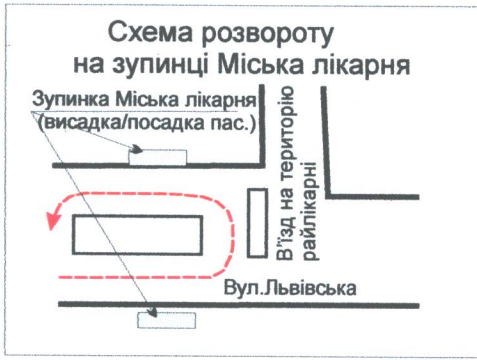 Схема розвороту
на зупинці Міська лікарня
Зупинка Міська лікарня
(висадка/посадка пас.)
В'їзд на територію
райлікарні
Вул.Львівська